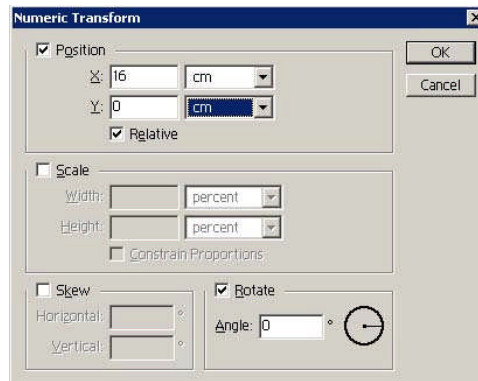 Numeric Transform
Position
OK
X: 16 cm
Cancel
Y: 0 cm
Relative
Scale
Width: percent
Height: percent
Constrain Proportions
Skew
Rotate
Horizontal: °
Angle: 0 °
Vertical: °